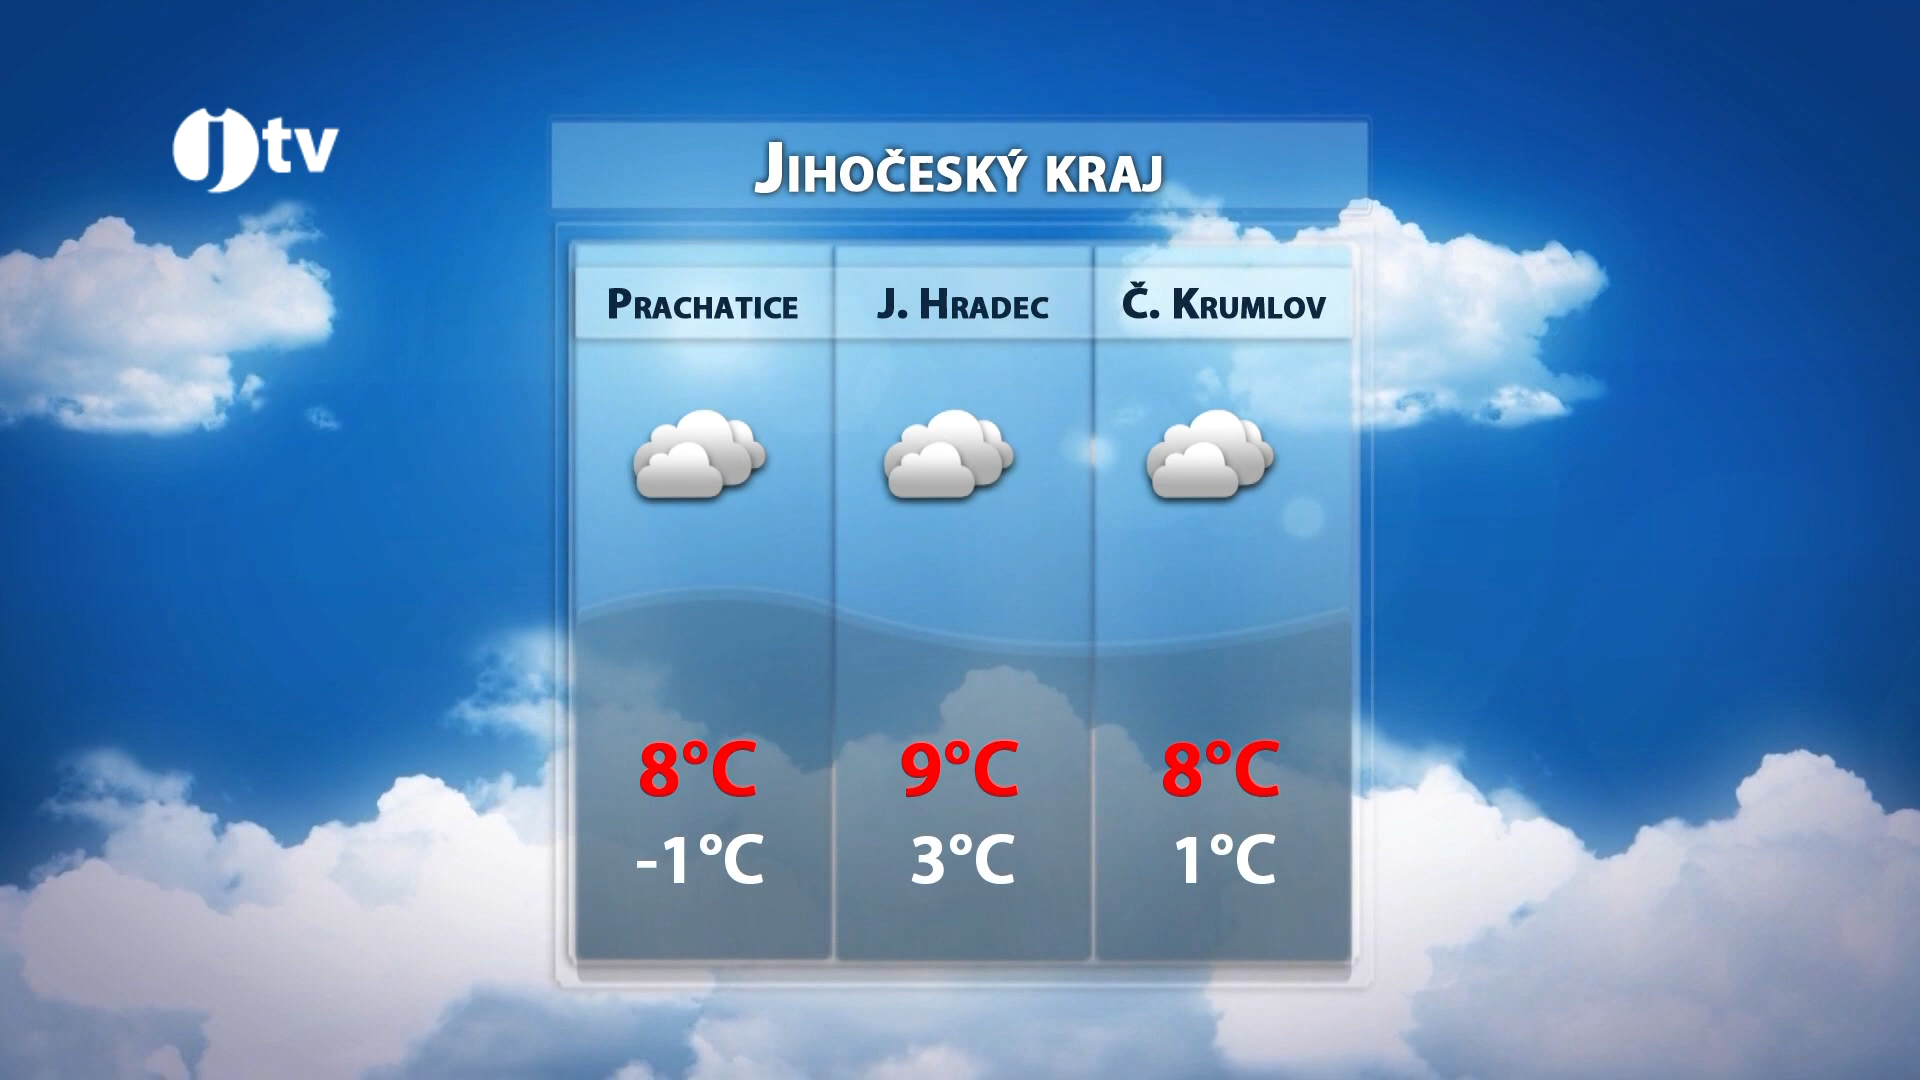 jtv
Jihočeský kraj
Prachatice
J. Hradec
Č. Krumlov
8°C
9°C
8°C
-1°C
3°C
1°C